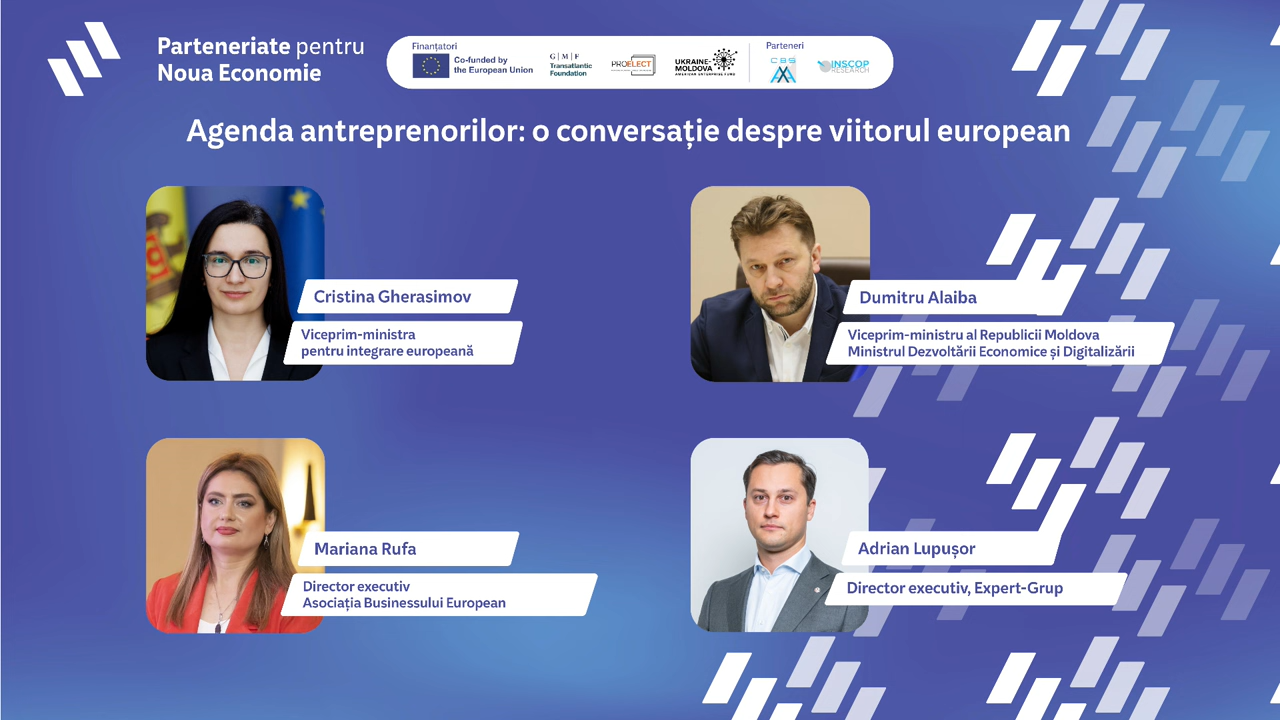 Parteneriate pentru
Noua Economie
Finanțatori
Co-funded by
the European Union
G | M | F
Transatlantic
Foundation
PROELECT
UKRAINE-
MOLDOVA
AMERICAN ENTERPRISE FUND
Parteneri
CBS
INSCOP
RESEARCH
Agenda antreprenorilor: o conversație despre viitorul european
Cristina Gherasimov
Viceprim-ministra
pentru integrare europeană
Dumitru Alaiba
Viceprim-ministru al Republicii Moldova
Ministrul Dezvoltării Economice și Digitalizării
Mariana Rufa
Director executiv
Asociația Businessului European
Adrian Lupușor
Director executiv, Expert-Grup